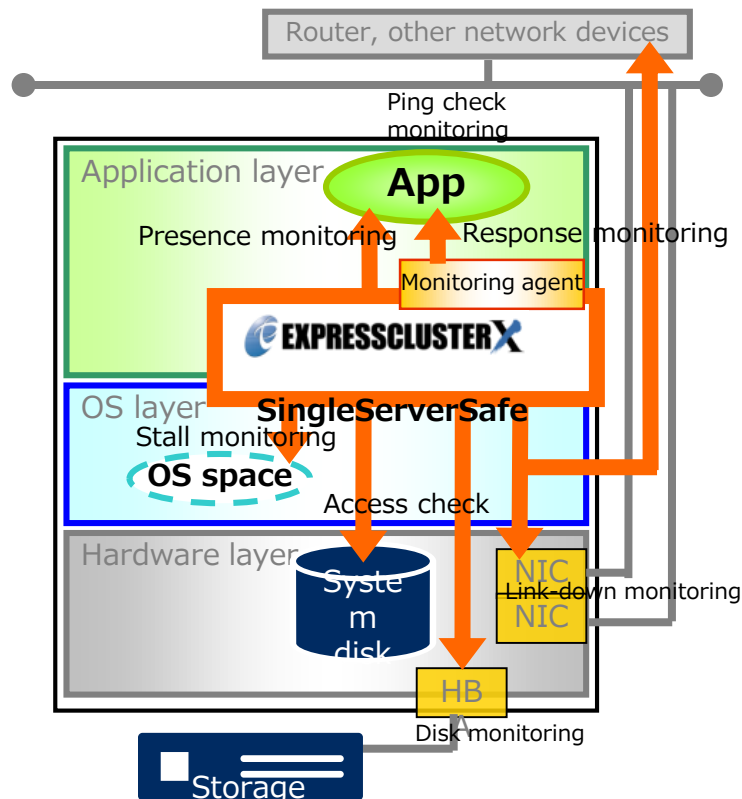 Router, other network devices
Ping check
monitoring
Application layer
App
Presence monitoring
Response monitoring
Monitoring agent
EXPRESSCLUSTER X
SingleServerSafe
OS layer
Stall monitoring
OS space
Access check
Hardware layer
Syste
m
disk
NIC
Link-down monitoring
NIC
HB
A
Disk monitoring
Storage